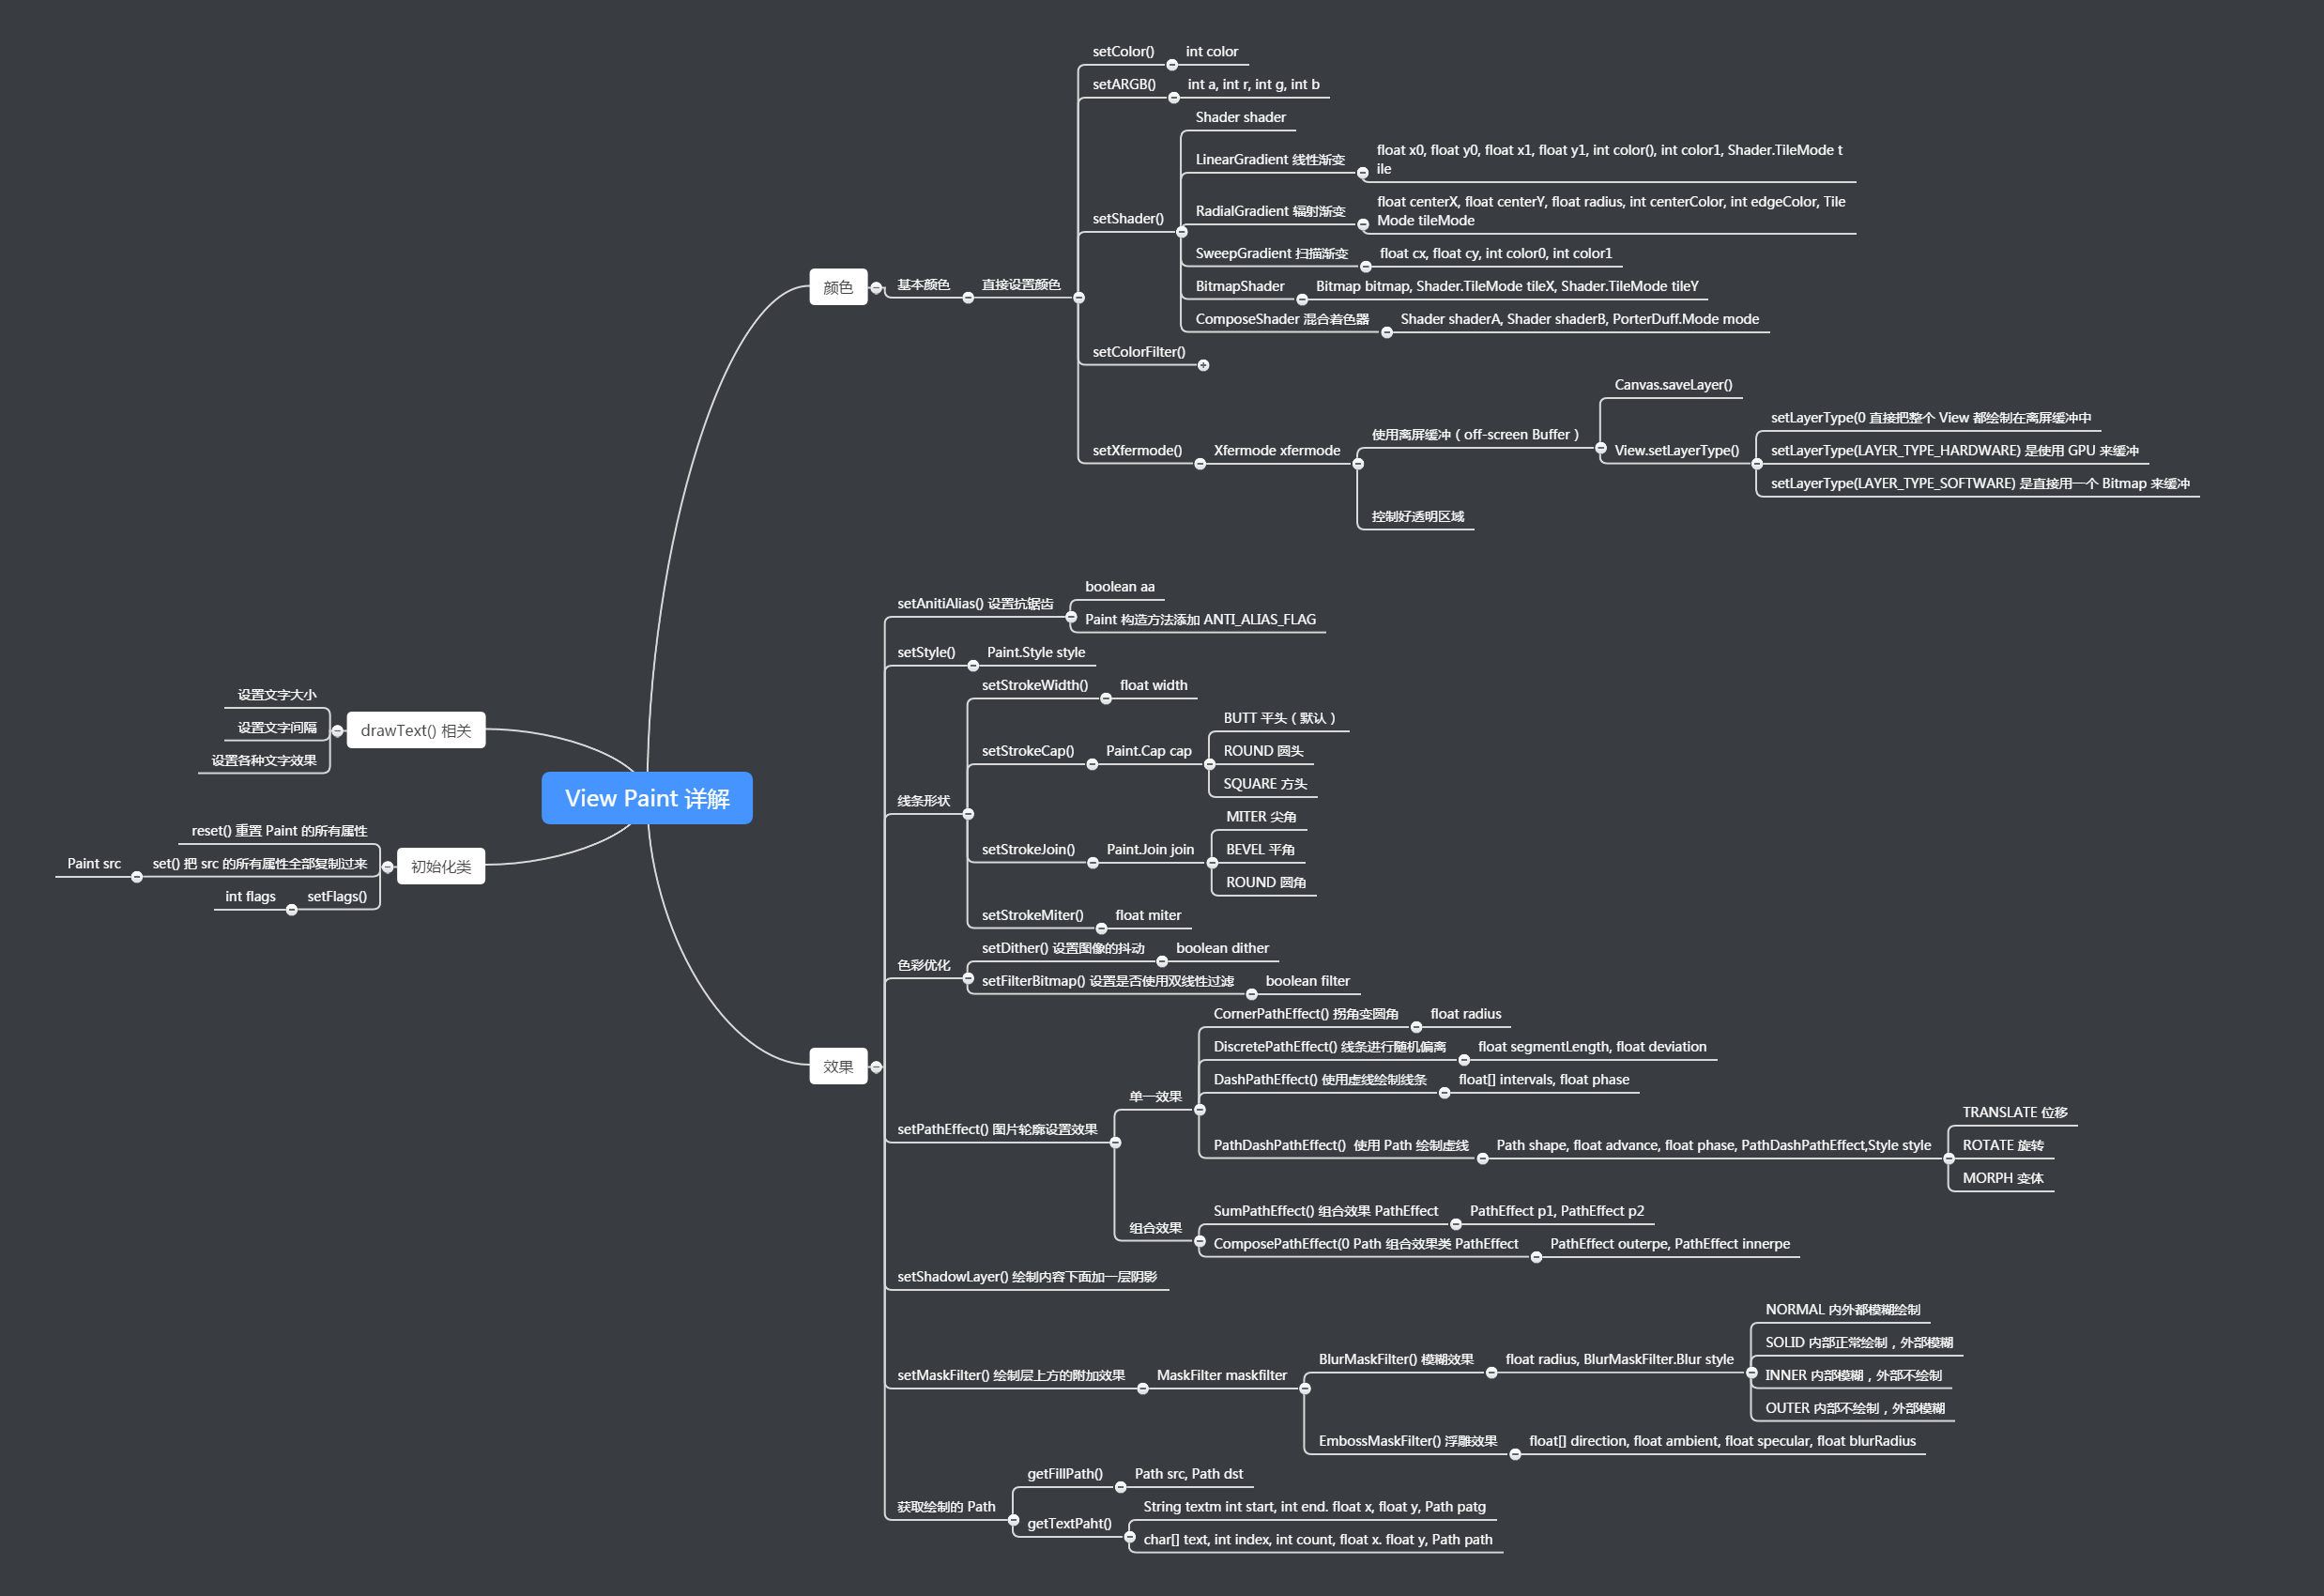 View Paint 详解
颜色
基本颜色
直接设置颜色
setColor()
int color
setARGB()
int a, int r, int g, int b
setShader()
Shader shader
LinearGradient 线性渐变
float x0, float y0, float x1, float y1, int color(), int color1, Shader.TileMode t
ile
RadialGradient 辐射渐变
float centerX, float centerY, float radius, int centerColor, int edgeColor, Tile
Mode tileMode
SweepGradient 扫描渐变
float cx, float cy, int color0, int color1
BitmapShader
Bitmap bitmap, Shader.TileMode tileX, Shader.TileMode tileY
ComposeShader 混合着色器
Shader shaderA, Shader shaderB, PorterDuff.Mode mode
setColorFilter()
setXfermode()
Xfermode xfermode
使用离屏缓冲（off-screen Buffer）
Canvas.saveLayer()
View.setLayerType()
setLayerType(0 直接把整个 View 都绘制在离屏缓冲中
setLayerType(LAYER_TYPE_HARDWARE) 是使用 GPU 来缓冲
setLayerType(LAYER_TYPE_SOFTWARE) 是直接用一个 Bitmap 来缓冲
控制好透明区域
效果
setAnitiAlias() 设置抗锯齿
boolean aa
Paint 构造方法添加 ANTI_ALIAS_FLAG
setStyle()
Paint.Style style
线条形状
setStrokeWidth()
float width
setStrokeCap()
Paint.Cap cap
BUTT 平头（默认）
ROUND 圆头
SQUARE 方头
setStrokeJoin()
Paint.Join join
MITER 尖角
BEVEL 平角
ROUND 圆角
setStrokeMiter()
float miter
色彩优化
setDither() 设置图像的抖动
boolean dither
setFilterBitmap() 设置是否使用双线性过滤
boolean filter
setPathEffect() 图片轮廓设置效果
单一效果
CornerPathEffect() 拐角变圆角
float radius
DiscretePathEffect() 线条进行随机偏离
float segmentLength, float deviation
DashPathEffect() 使用虚线绘制线条
float[] intervals, float phase
PathDashPathEffect() 使用 Path 绘制虚线
Path shape, float advance, float phase, PathDashPathEffect,Style style
TRANSLATE 位移
ROTATE 旋转
MORPH 变体
组合效果
SumPathEffect() 组合效果 PathEffect
PathEffect p1, PathEffect p2
ComposePathEffect(0 Path 组合效果类 PathEffect
PathEffect outerpe, PathEffect innerpe
setShadowLayer() 绘制内容下面加一层阴影
setMaskFilter() 绘制层上方的附加效果
MaskFilter maskfilter
BlurMaskFilter() 模糊效果
float radius, BlurMaskFilter.Blur style
NORMAL 内外都模糊绘制
SOLID 内部正常绘制，外部模糊
INNER 内部模糊，外部不绘制
OUTER 内部不绘制，外部模糊
EmbossMaskFilter() 浮雕效果
float[] direction, float ambient, float specular, float blurRadius
获取绘制的 Path
getFillPath()
Path src, Path dst
getTextPaht()
String textm int start, int end. float x, float y, Path patg
char[] text, int index, int count, float x. float y, Path path
drawText() 相关
设置文字大小
设置文字间隔
设置各种文字效果
初始化类
reset() 重置 Paint 的所有属性
set() 把 src 的所有属性全部复制过来
Paint src
setFlags()
int flags